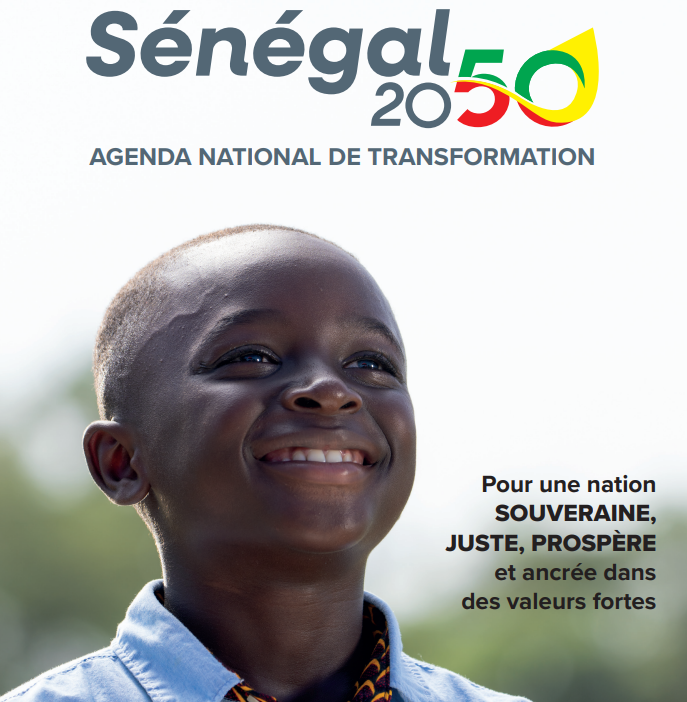 Sénégal
2050
AGENDA NATIONAL DE TRANSFORMATION
Pour une nation
SOUVERAINE,
JUSTE, PROSPÈRE
et ancrée dans
des valeurs fortes